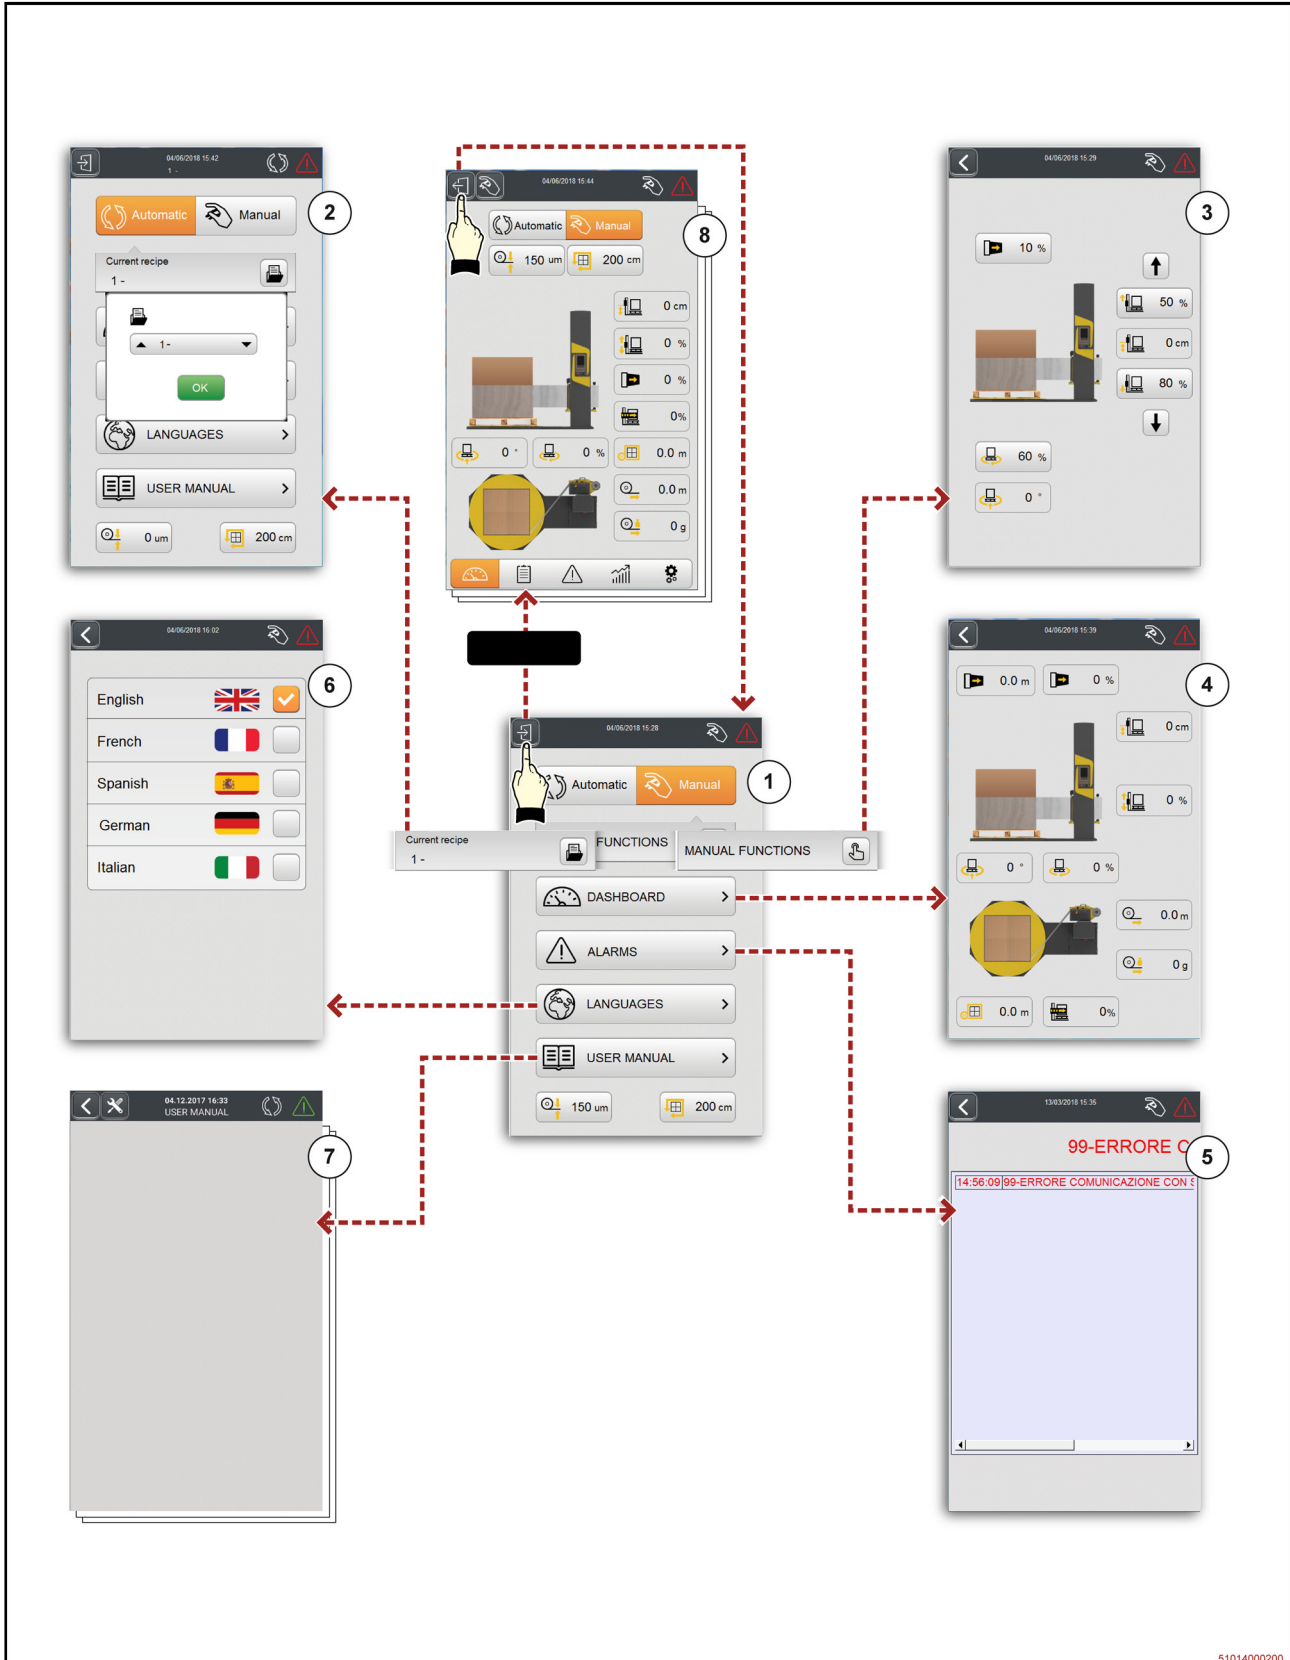 04/06/2018 15:42
1 -
Automatic
Manual
2
Current recipe
1 -
1-
OK
LANGUAGES
USER MANUAL
0 um
200 cm
04/06/2018 15:44
Automatic
Manual
8
150 um
200 cm
0 cm
0 %
0 %
0%
0 °
0 %
0.0 m
0.0 m
0 g
04/06/2018 15:29
3
10 %
50 %
0 cm
80 %
60 %
0 °
04/06/2018 16:02
6
English
French
Spanish
German
Italian
04/06/2018 15:28
1
Automatic
Manual
Current recipe
1 -
FUNCTIONS
MANUAL FUNCTIONS
DASHBOARD
ALARMS
LANGUAGES
USER MANUAL
150 um
200 cm
04/06/2018 15:39
4
0.0 m
0 %
0 cm
0 %
0 °
0 %
0.0 m
0 g
0.0 m
0%
04.12.2017 16:33
USER MANUAL
7
13/03/2018 15:35
99-ERRORE C
5
14:56:09 99-ERRORE COMUNICAZIONE CON S
51014000200